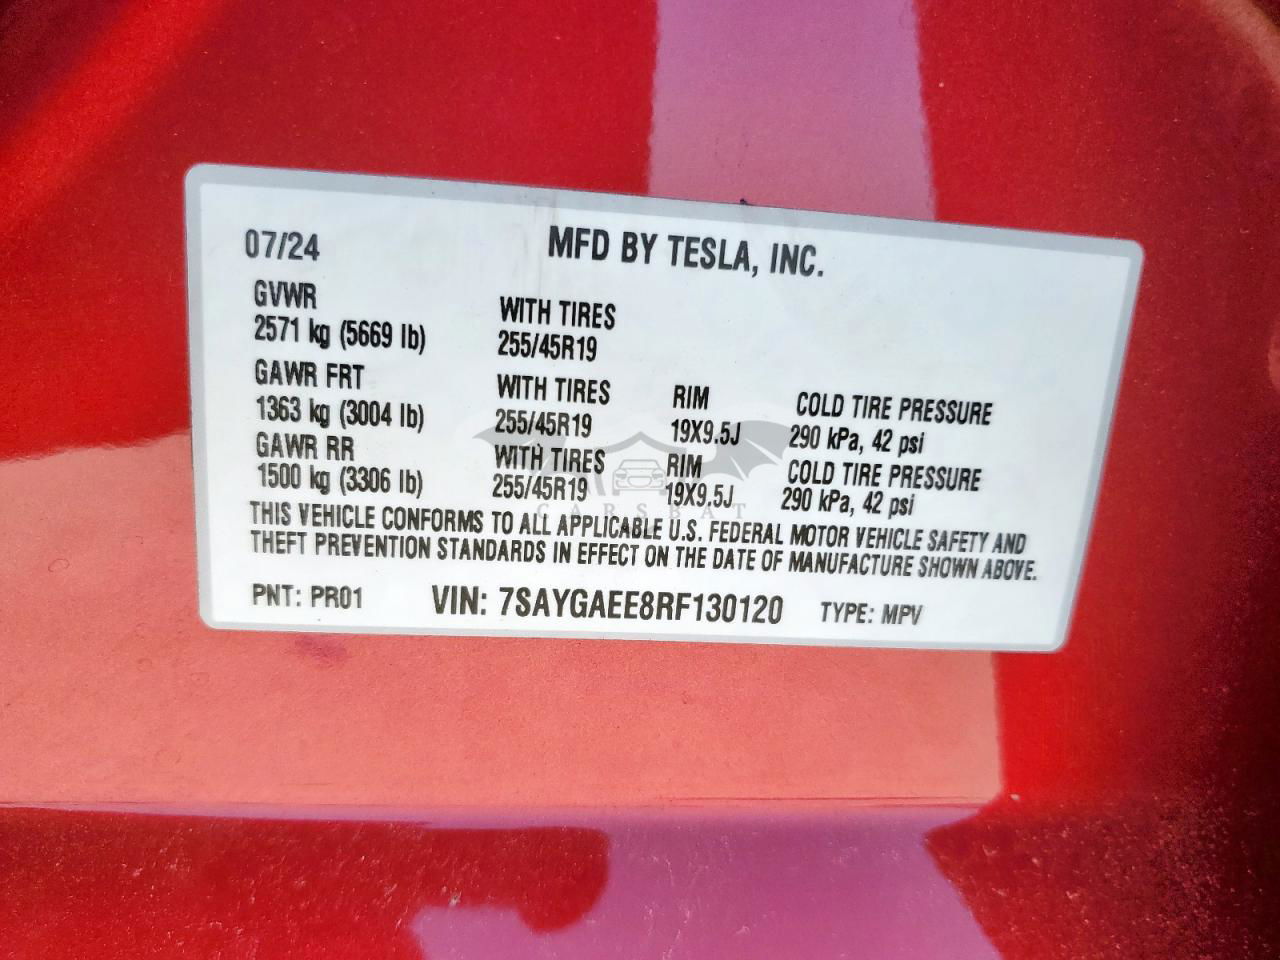 07/24 MFD BY TESLA, INC.
GVWR WITH TIRES
2571 kg (5669 lb) 255/45R19
GAWR FRT WITH TIRES RIM COLD TIRE PRESSURE
1363 kg (3004 lb) 255/45R19 19X9.5J 290 kPa, 42 psi
GAWR RR WITH TIRES RIM COLD TIRE PRESSURE
1500 kg (3306 lb) 255/45R19 19X9.5J 290 kPa, 42 psi
CARSBAT
THIS VEHICLE CONFORMS TO ALL APPLICABLE U.S. FEDERAL MOTOR VEHICLE SAFETY AND
THEFT PREVENTION STANDARDS IN EFFECT ON THE DATE OF MANUFACTURE SHOWN ABOVE.
PNT: PR01 VIN: 7SAYGAEE8RF130120 TYPE: MPV